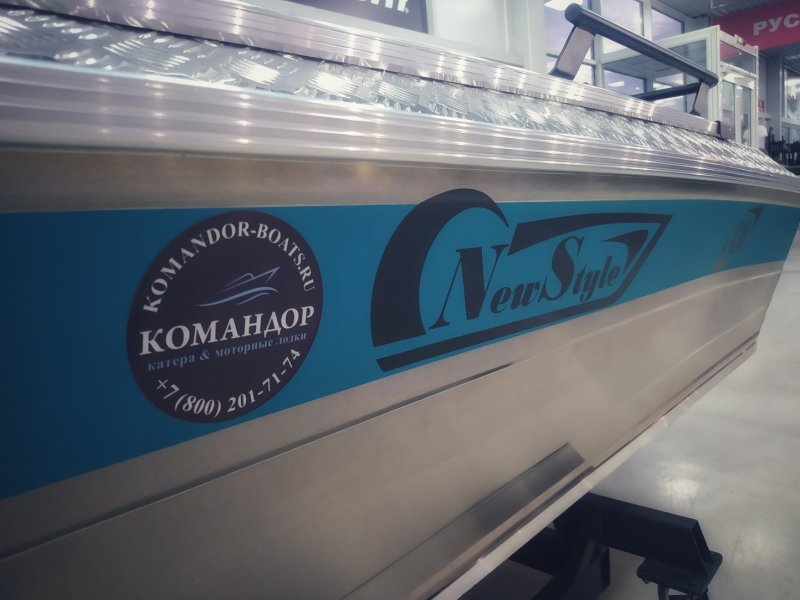 РУС
KOMANDOR-BOATS.RU
КОМАНДОР
катера & моторные лодки
+7 (800) 201-71-74
NewStyle